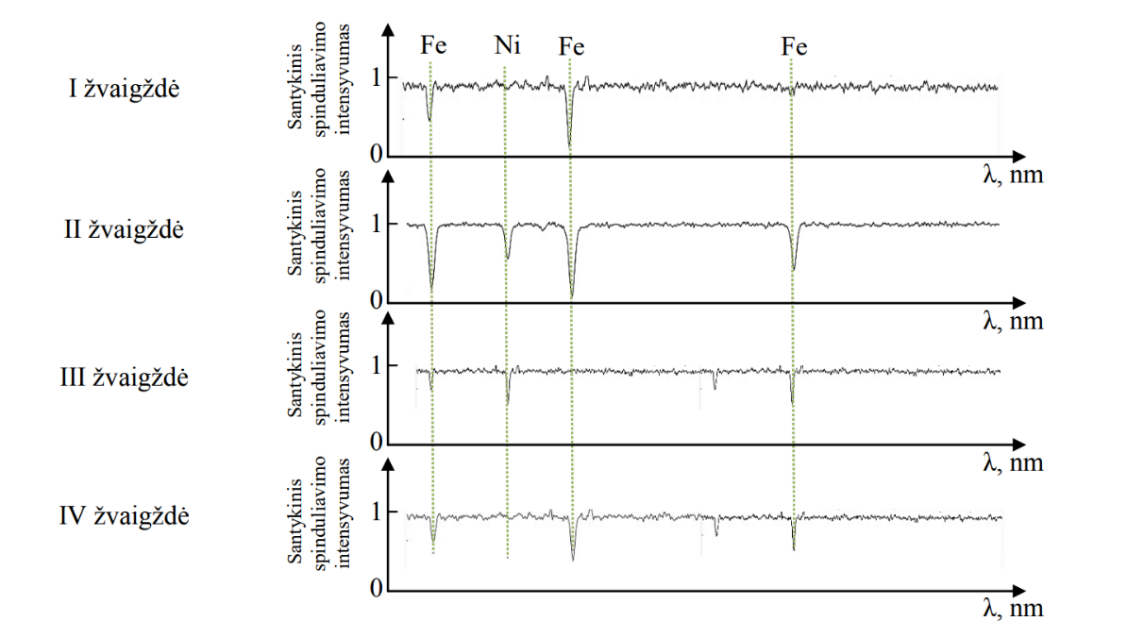 Fe Ni Fe Fe
I žvaigždė
Santykinis
spinduliavimo
intensyvumas
1
0
λ, nm
II žvaigždė
Santykinis
spinduliavimo
intensyvumas
1
0
λ, nm
III žvaigždė
Santykinis
spinduliavimo
intensyvumas
1
0
λ, nm
IV žvaigždė
Santykinis
spinduliavimo
intensyvumas
1
0
λ, nm